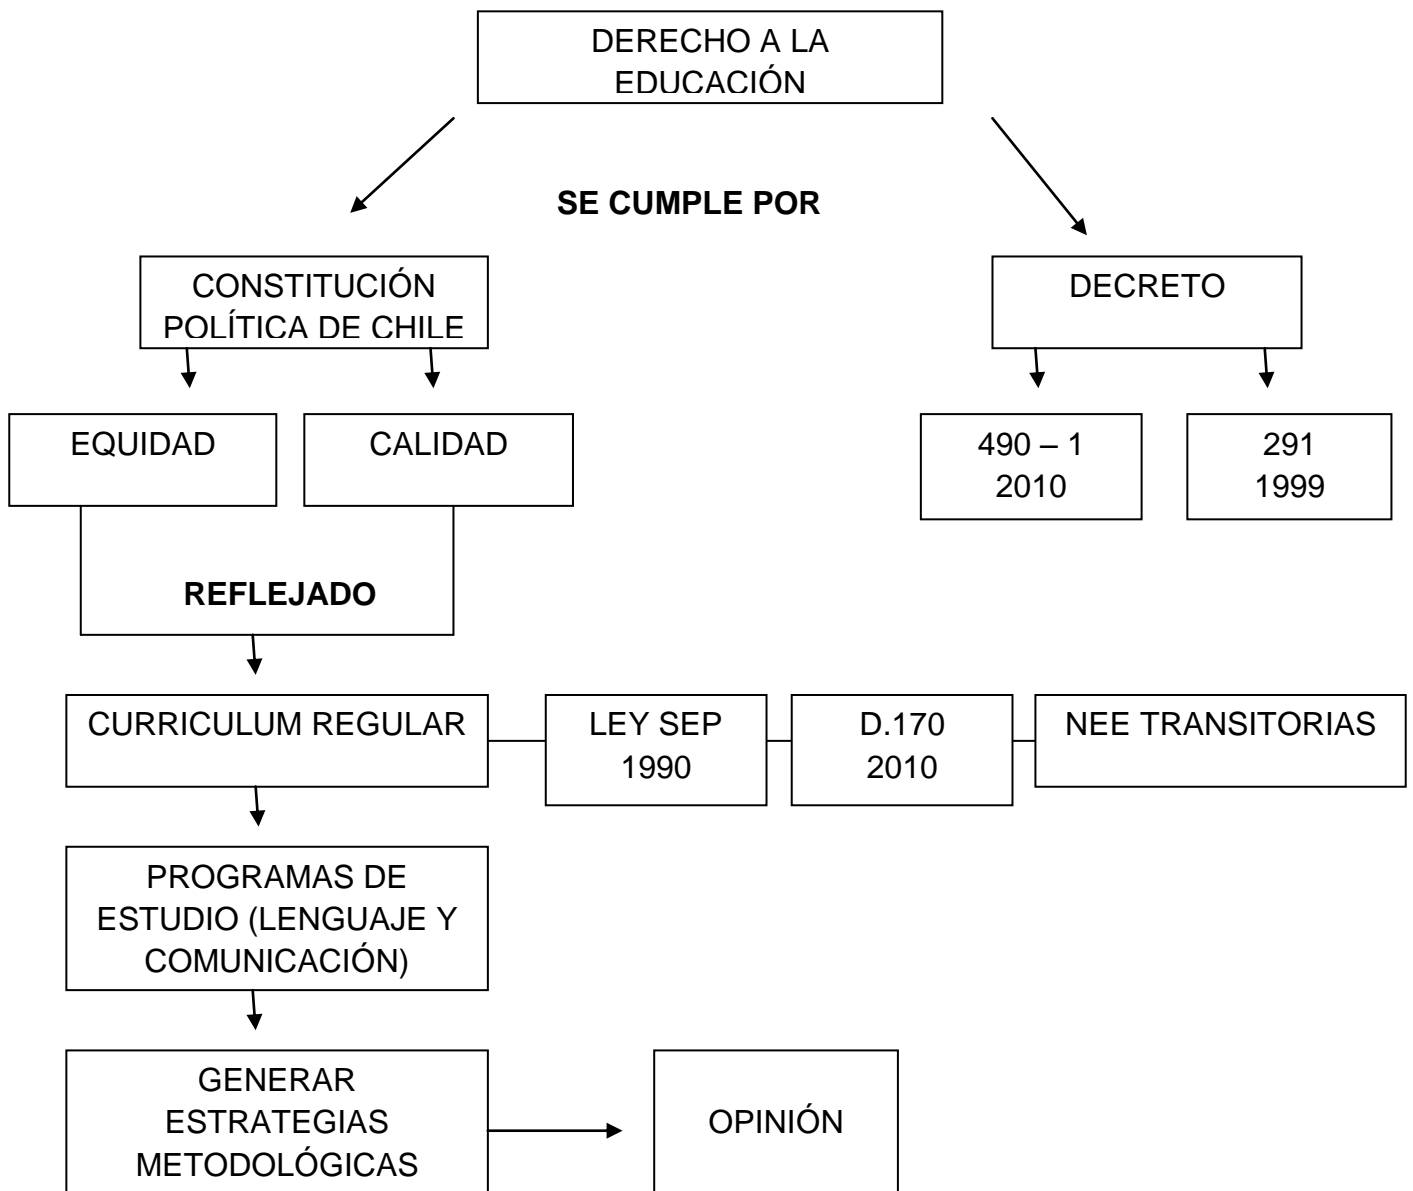 DERECHO A LA
EDUCACIÓN
SE CUMPLE POR
CONSTITUCIÓN
POLÍTICA DE CHILE
DECRETO
EQUIDAD
CALIDAD
490 – 1
2010
291
1999
REFLEJADO
CURRICULUM REGULAR
LEY SEP
1990
D.170
2010
NEE TRANSITORIAS
PROGRAMAS DE
ESTUDIO (LENGUAJE Y
COMUNICACIÓN)
GENERAR
ESTRATEGIAS
METODOLÓGICAS
OPINIÓN